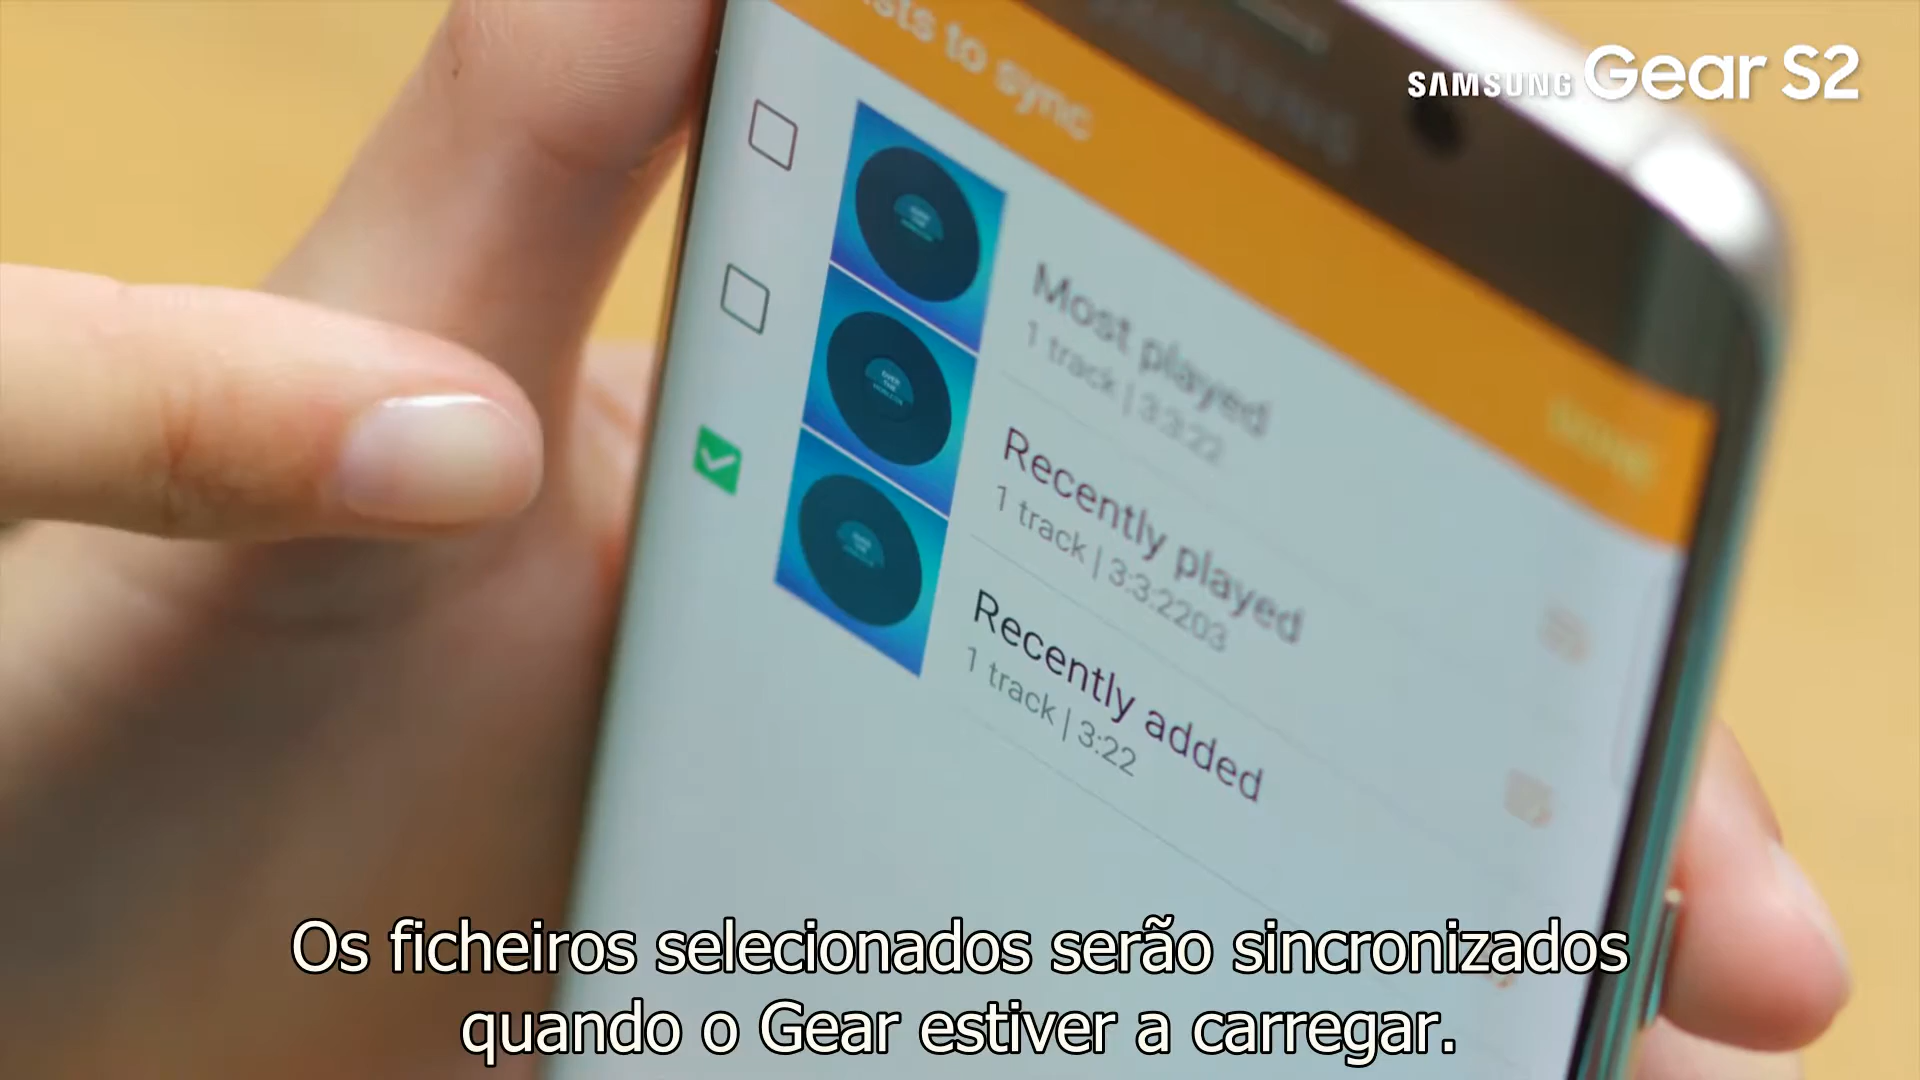 SAMSUNG Gear S2
to sync
Most played
1 track | 3:3:22
Recently played
1 track | 3:3:2203
Recently added
1 track | 3:22
Os ficheiros selecionados serão sincronizados
quando o Gear estiver a carregar.